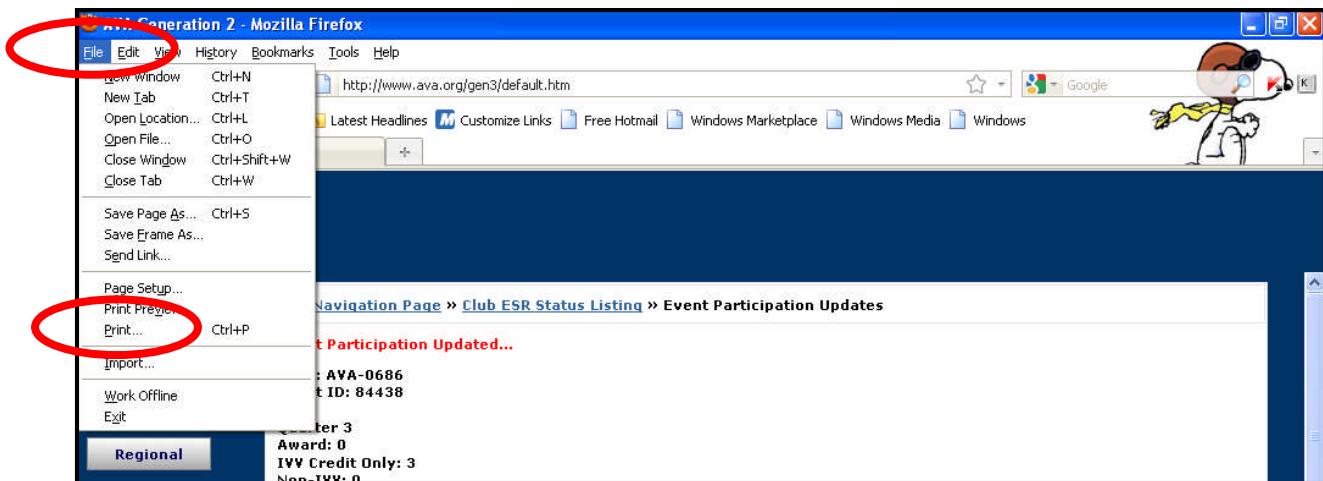 AVA Generation 2 - Mozilla Firefox
File Edit View History Bookmarks Tools Help
New Window Ctrl+N
http://www.ava.org/gen3/default.htm
Google
K
New Tab Ctrl+T
Open Location... Ctrl+L
Latest Headlines Customize Links Free Hotmail Windows Marketplace Windows Media Windows
Open File... Ctrl+O
Close Window Ctrl+Shift+W
Close Tab Ctrl+W
Save Page As... Ctrl+S
Save Frame As...
Send Link...
Page Setup...
Print Preview
Navigation Page » Club ESR Status Listing » Event Participation Updates
Print... Ctrl+P
t Participation Updated...
Import...
: AVA-0686
Work Offline
t ID: 84438
Exit
Quarter 3
Award: 0
Regional
IVV Credit Only: 3
Non-IVV: 0